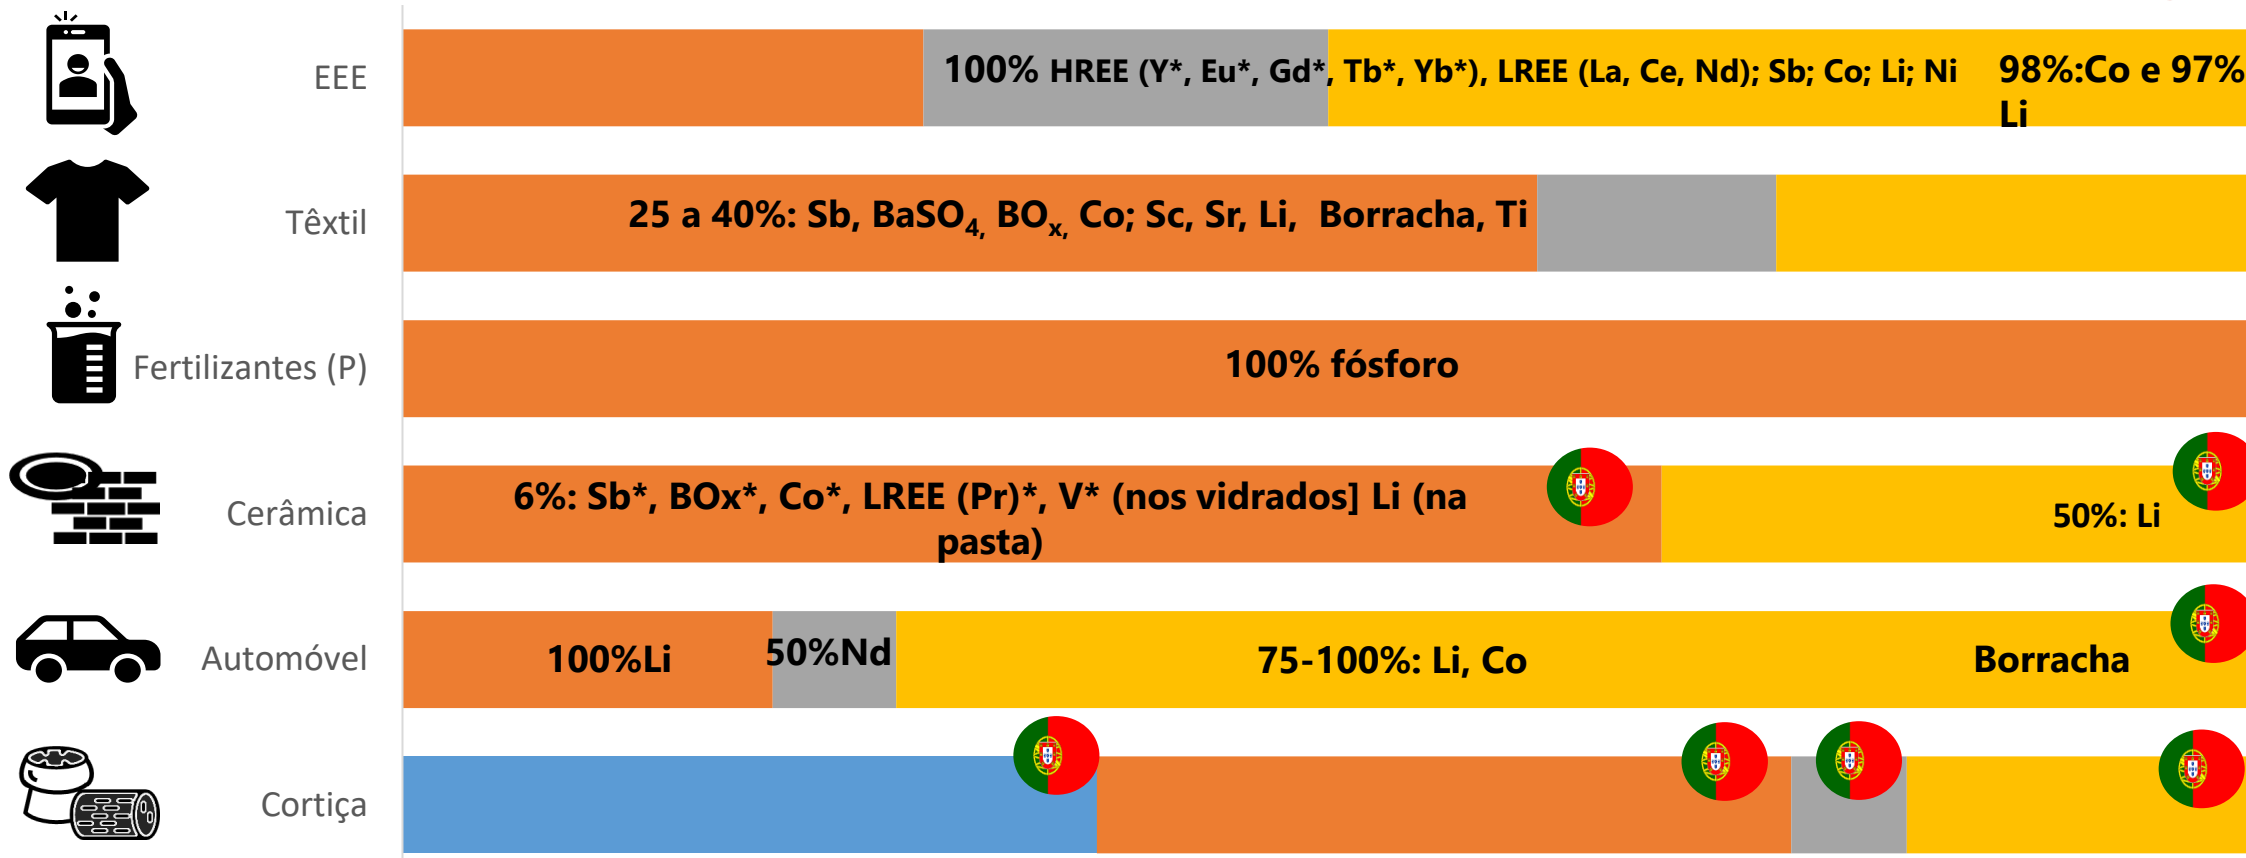 EEE
100% HREE (Y*, Eu*, Gd*, Tb*, Yb*), LREE (La, Ce, Nd); Sb; Co; Li; Ni
98%:Co e 97%
Li
Têxtil
25 a 40%: Sb, BaSO4, BOx, Co; Sc, Sr, Li, Borracha, Ti
Fertilizantes (P)
100% fósforo
Cerâmica
6%: Sb*, BOx*, Co*, LREE (Pr)*, V* (nos vidrados] Li (na
pasta)
50%: Li
Automóvel
100%Li
50%Nd
75-100%: Li, Co
Borracha
Cortiça